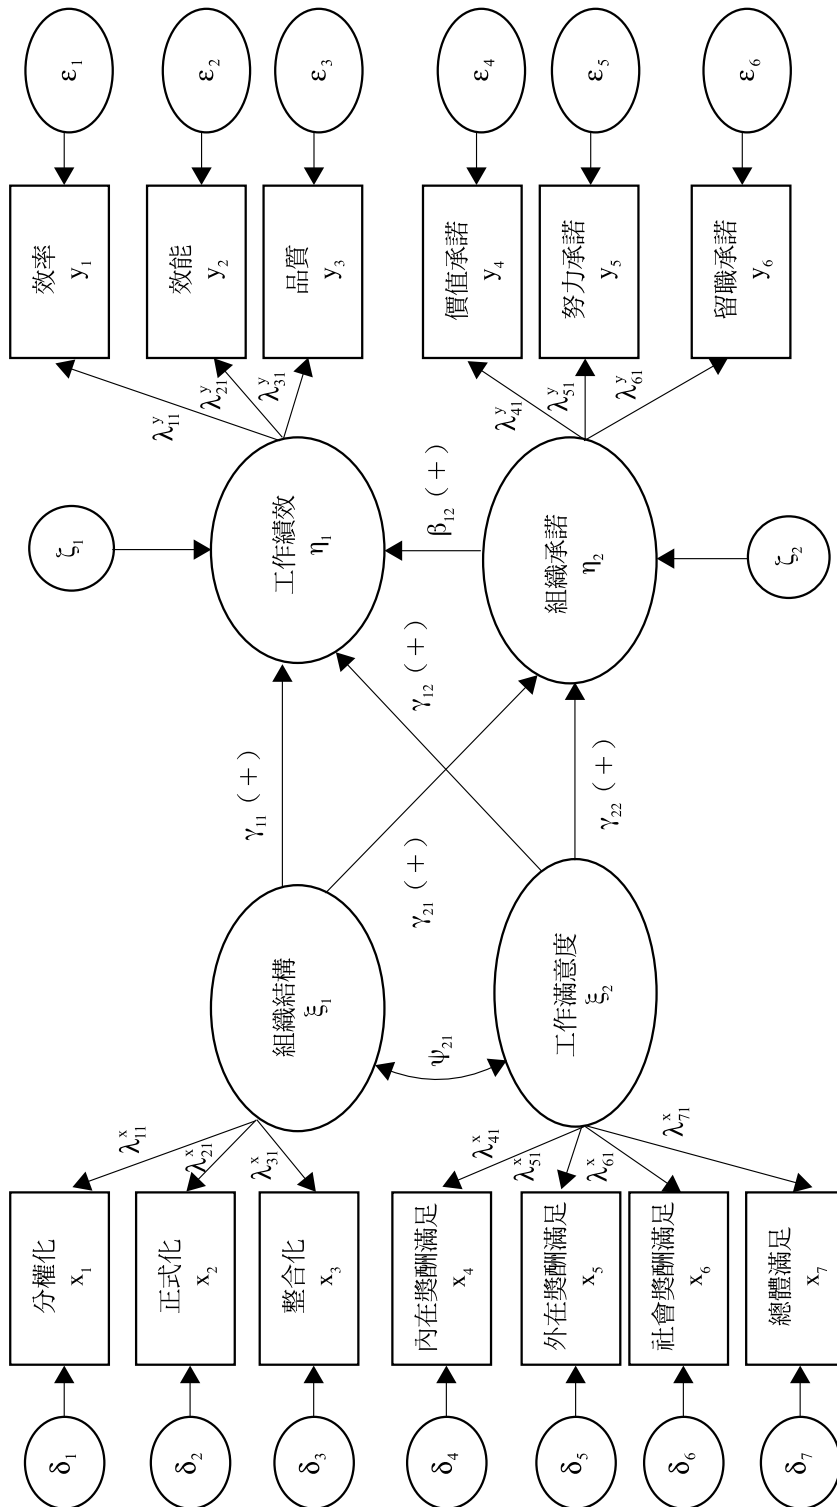 δ₁
δ₂
δ₃
δ₄
δ₅
δ₆
δ₇
分權化
x₁
正式化
x₂
整合化
x₃
內在獎酬滿足
x₄
外在獎酬滿足
x₅
社會獎酬滿足
x₆
總體滿足
x₇
λˣ₁₁
λˣ₂₁
λˣ₃₁
λˣ₄₁
λˣ₅₁
λˣ₆₁
λˣ₇₁
組織結構
ξ₁
ψ₂₁
工作滿意度
ξ₂
γ₁₁（＋）
γ₂₁（＋）
γ₁₂（＋）
γ₂₂（＋）
ζ₁
工作績效
η₁
β₁₂（＋）
組織承諾
η₂
ζ₂
λʸ₁₁
λʸ₂₁
λʸ₃₁
λʸ₄₁
λʸ₅₁
λʸ₆₁
效率
y₁
效能
y₂
品質
y₃
價值承諾
y₄
努力承諾
y₅
留職承諾
y₆
ε₁
ε₂
ε₃
ε₄
ε₅
ε₆